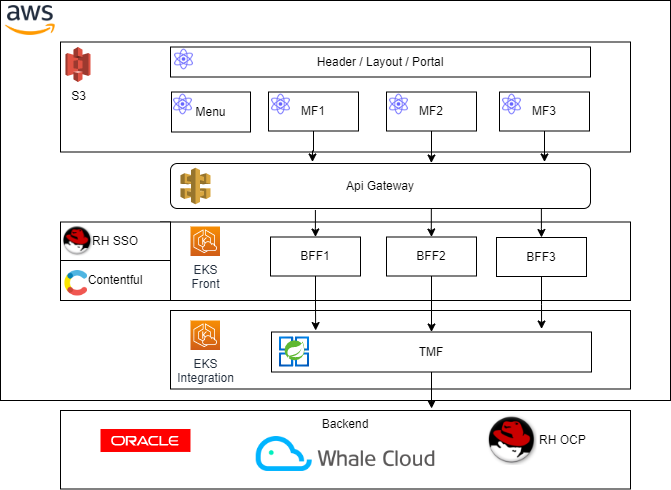 aws
Header / Layout / Portal
S3
Menu
MF1
MF2
MF3
Api Gateway
RH SSO
Contentful
EKS
Front
BFF1
BFF2
BFF3
EKS
Integration
TMF
Backend
ORACLE
Whale Cloud
RH OCP